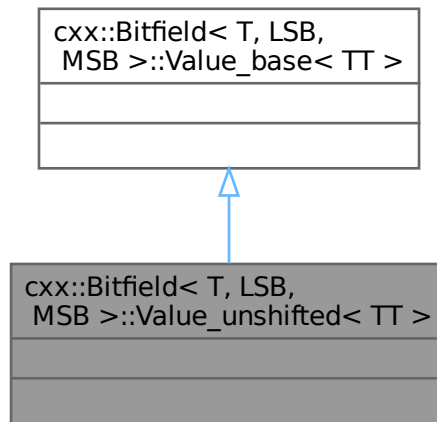 cxx::Bitfield< T, LSB,
MSB >::Value_base< TT >
cxx::Bitfield< T, LSB,
MSB >::Value_unshifted< TT >